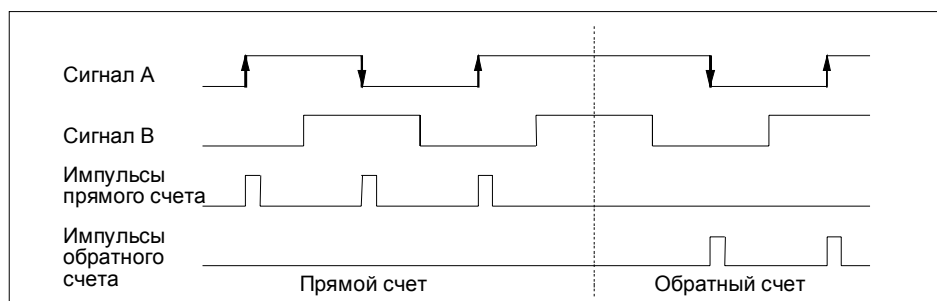 Сигнал A
Сигнал B
Импульсы
прямого счета
Импульсы
обратного
счета
Прямой счет
Обратный счет